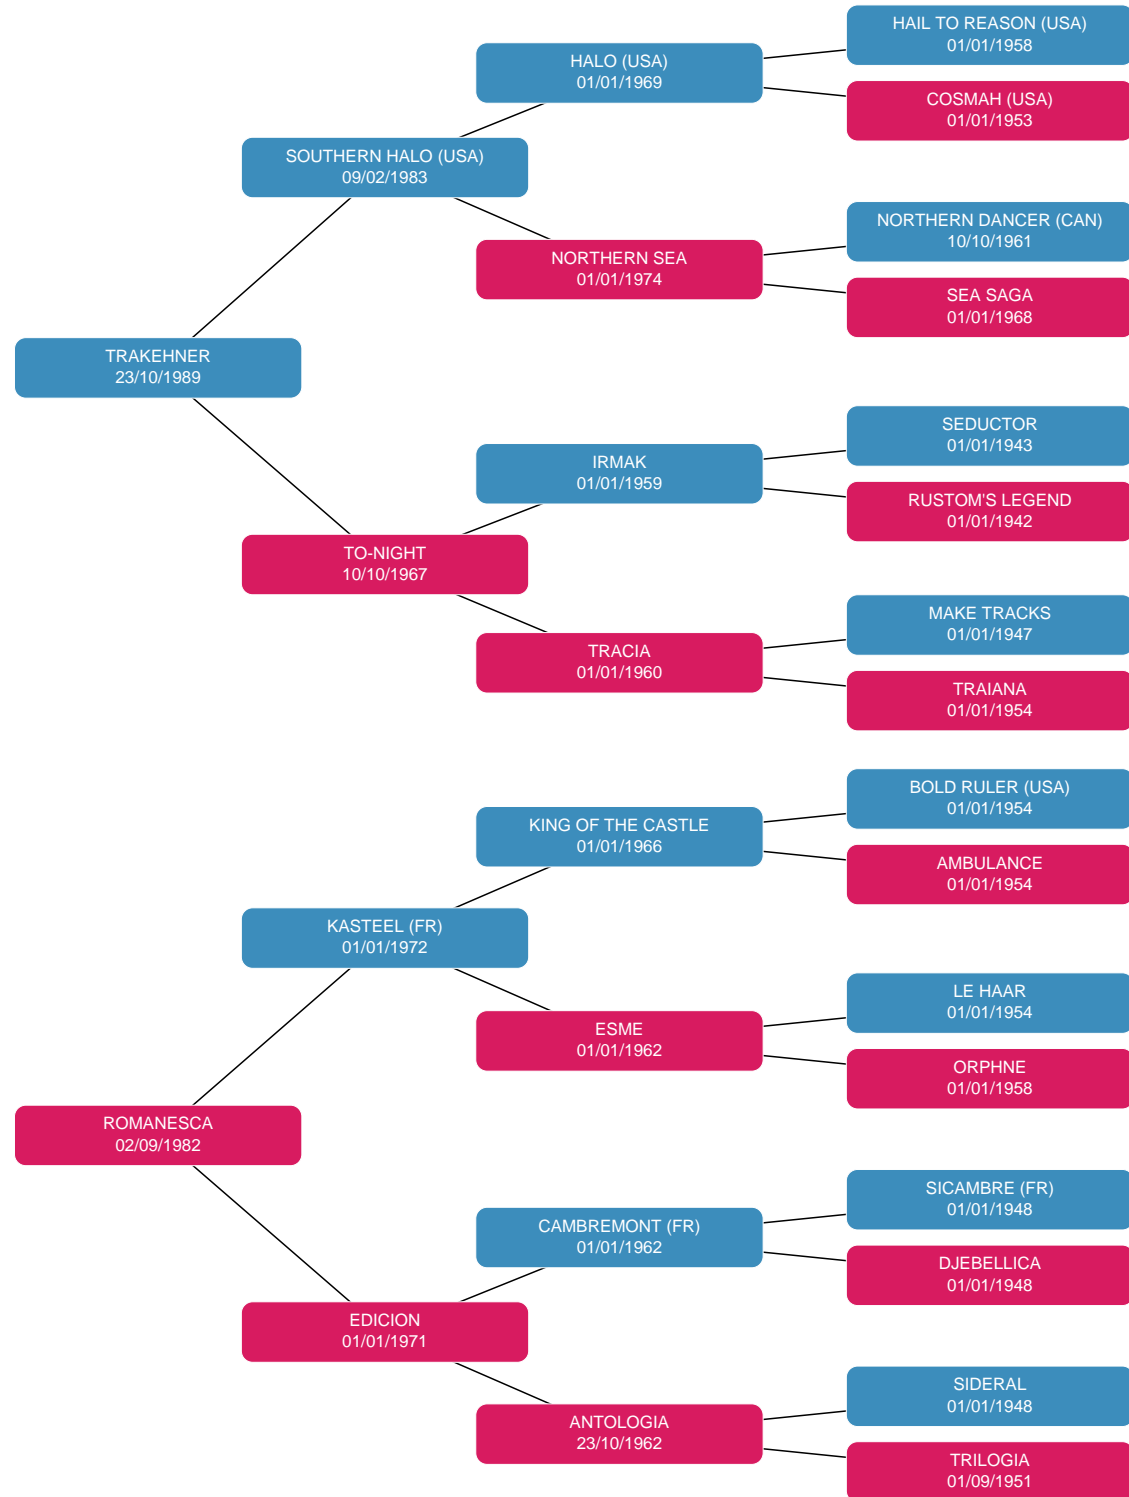 HAIL TO REASON (USA)
01/01/1958
HALO (USA)
01/01/1969
COSMAH (USA)
01/01/1953
SOUTHERN HALO (USA)
09/02/1983
NORTHERN DANCER (CAN)
10/10/1961
NORTHERN SEA
01/01/1974
SEA SAGA
01/01/1968
TRAKEHNER
23/10/1989
SEDUCTOR
01/01/1943
IRMAK
01/01/1959
RUSTOM'S LEGEND
01/01/1942
TO-NIGHT
10/10/1967
MAKE TRACKS
01/01/1947
TRACIA
01/01/1960
TRAIANA
01/01/1954
BOLD RULER (USA)
01/01/1954
KING OF THE CASTLE
01/01/1966
AMBULANCE
01/01/1954
KASTEEL (FR)
01/01/1972
LE HAAR
01/01/1954
ESME
01/01/1962
ORPHNE
01/01/1958
ROMANESCA
02/09/1982
SICAMBRE (FR)
01/01/1948
CAMBREMONT (FR)
01/01/1962
DJEBELLICA
01/01/1948
EDICION
01/01/1971
SIDERAL
01/01/1948
ANTOLOGIA
23/10/1962
TRILOGIA
01/09/1951